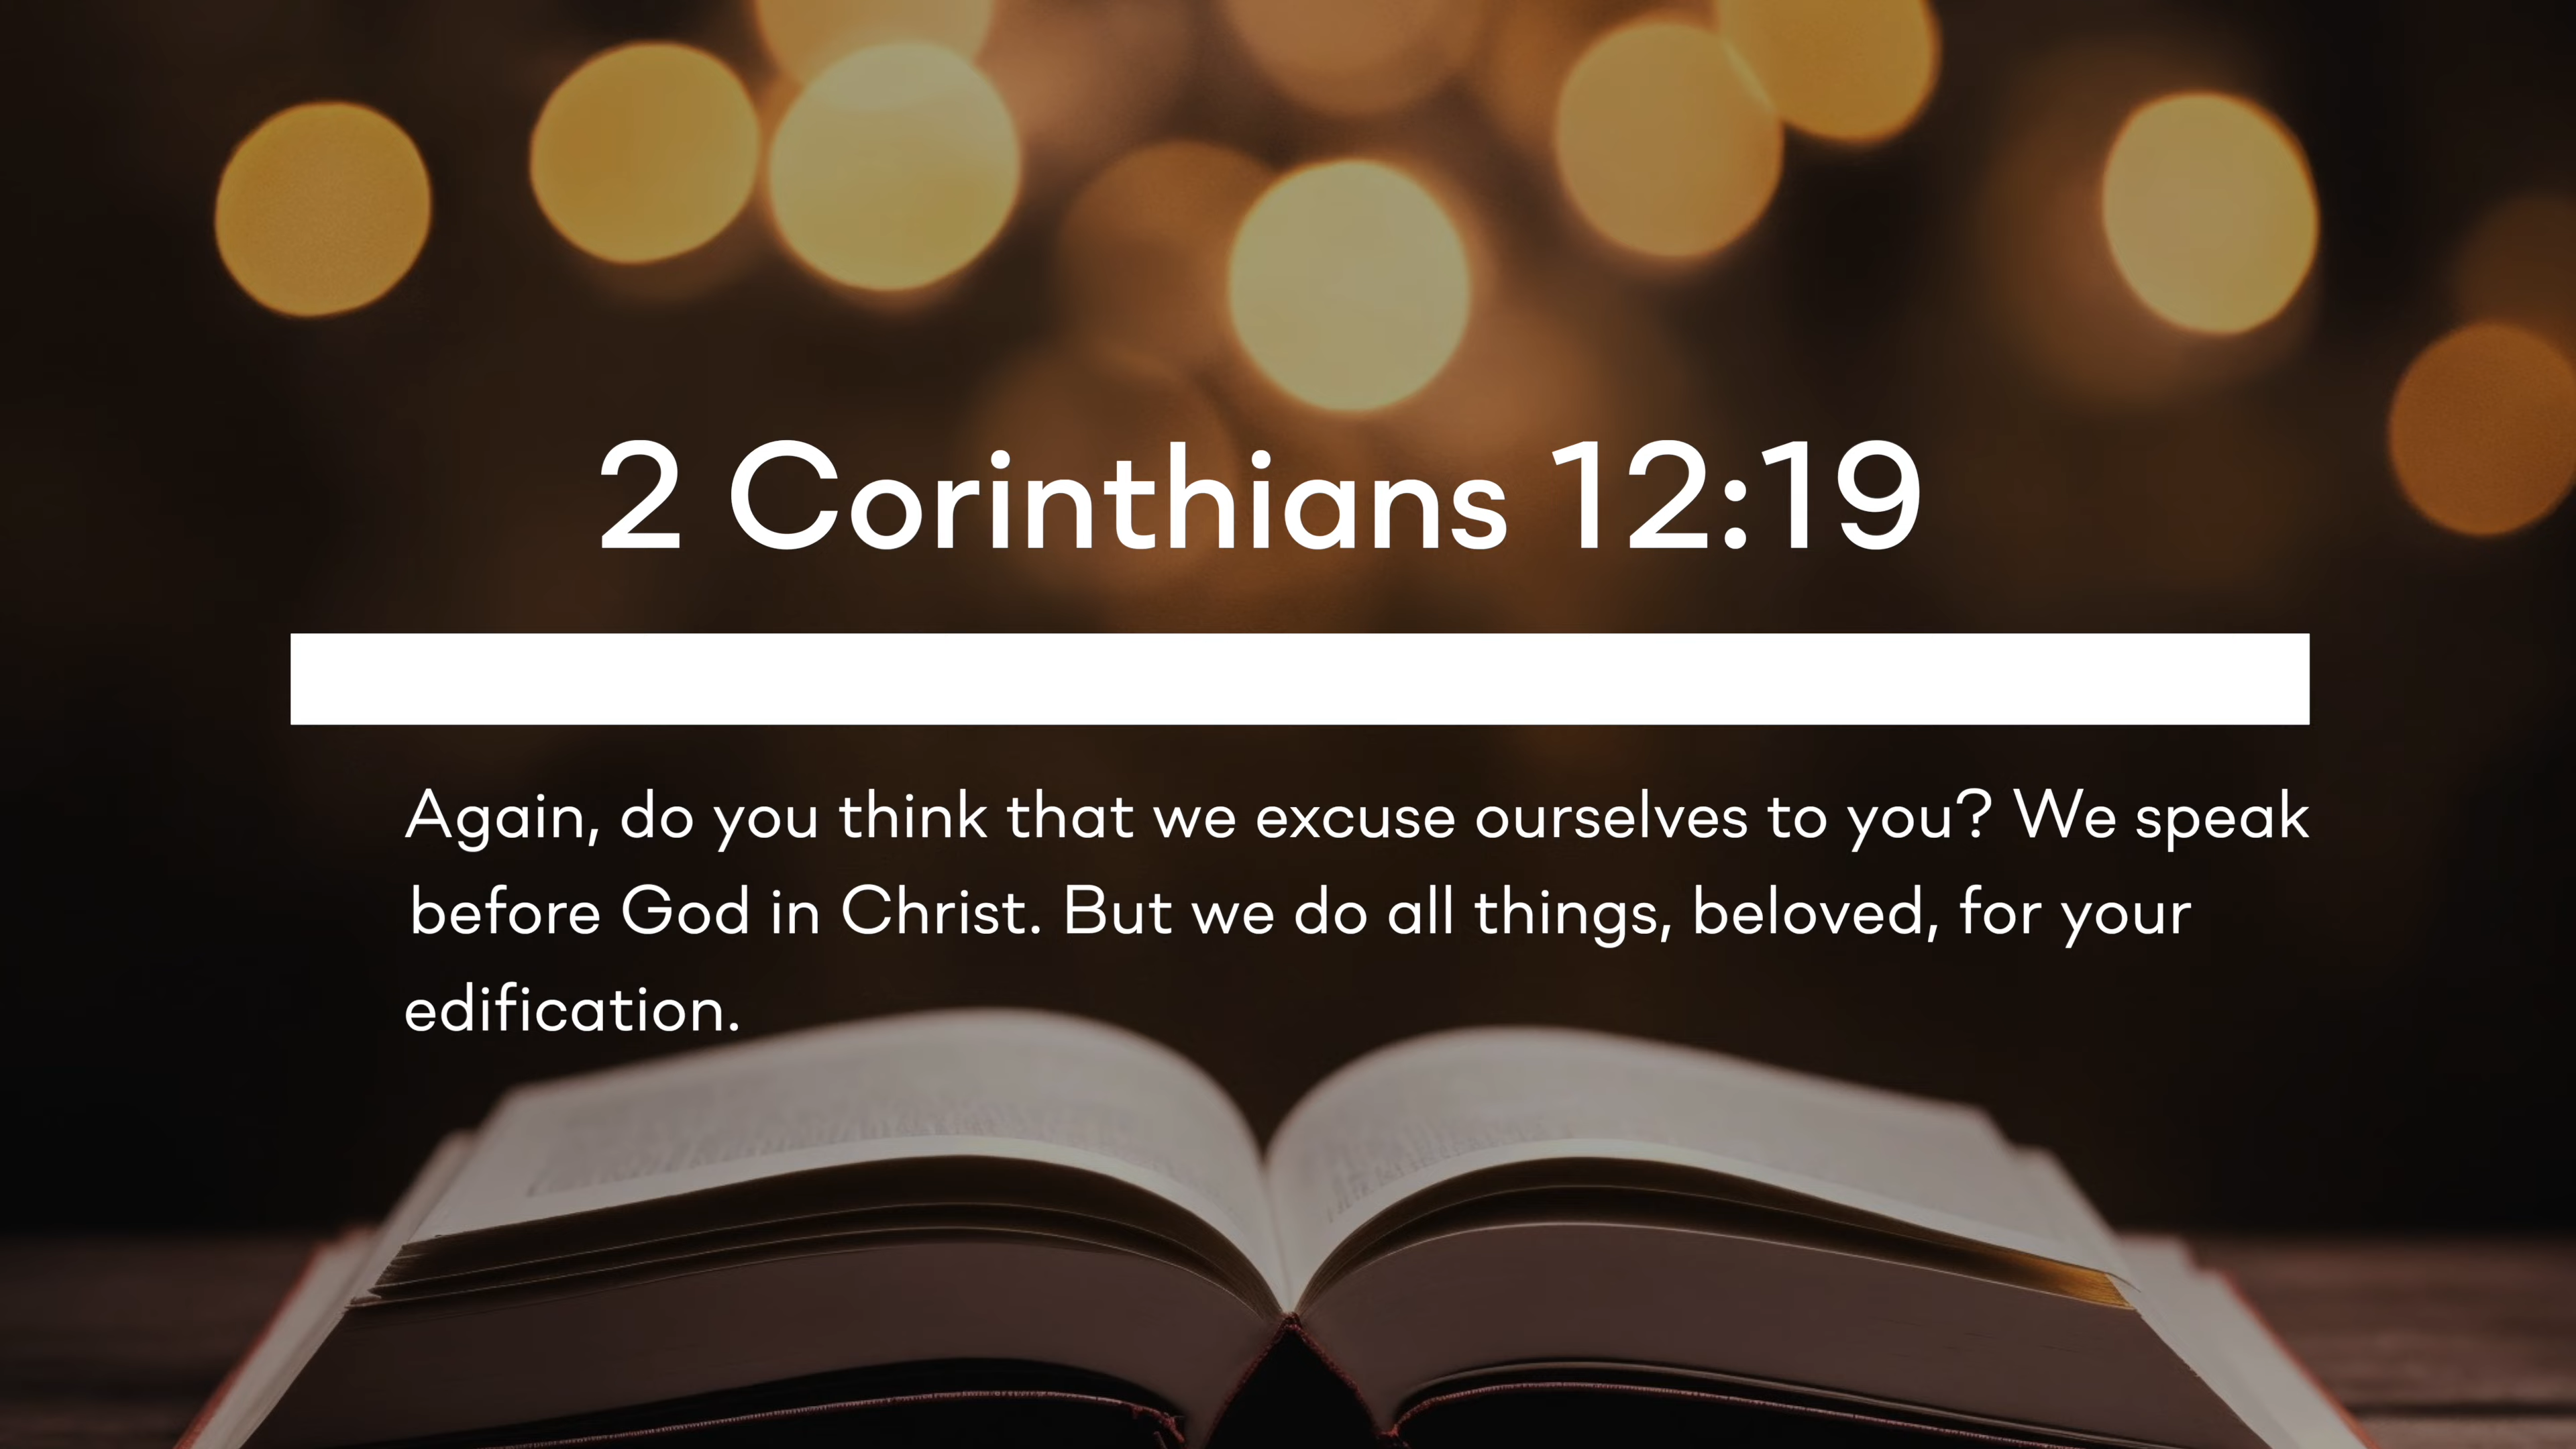 2 Corinthians 12:19
Again, do you think that we excuse ourselves to you? We speak
before God in Christ. But we do all things, beloved, for your
edification.